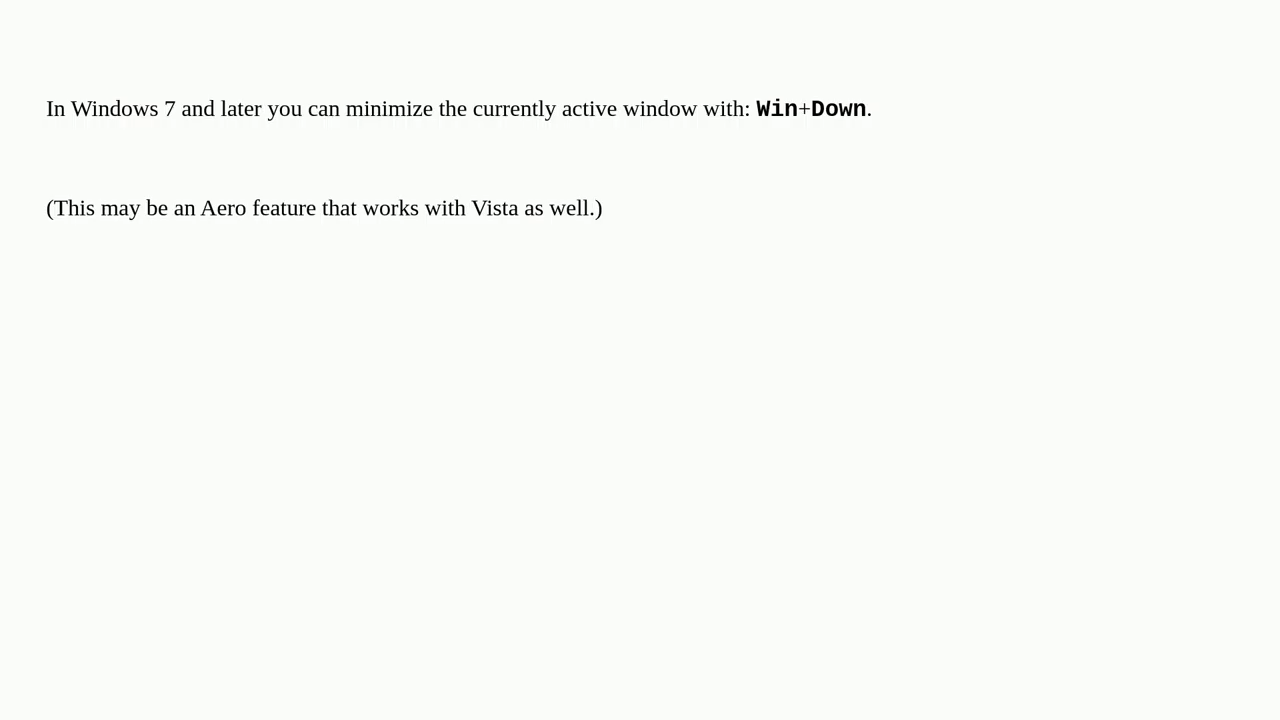 In Windows 7 and later you can minimize the currently active window with: Win+Down.
(This may be an Aero feature that works with Vista as well.)